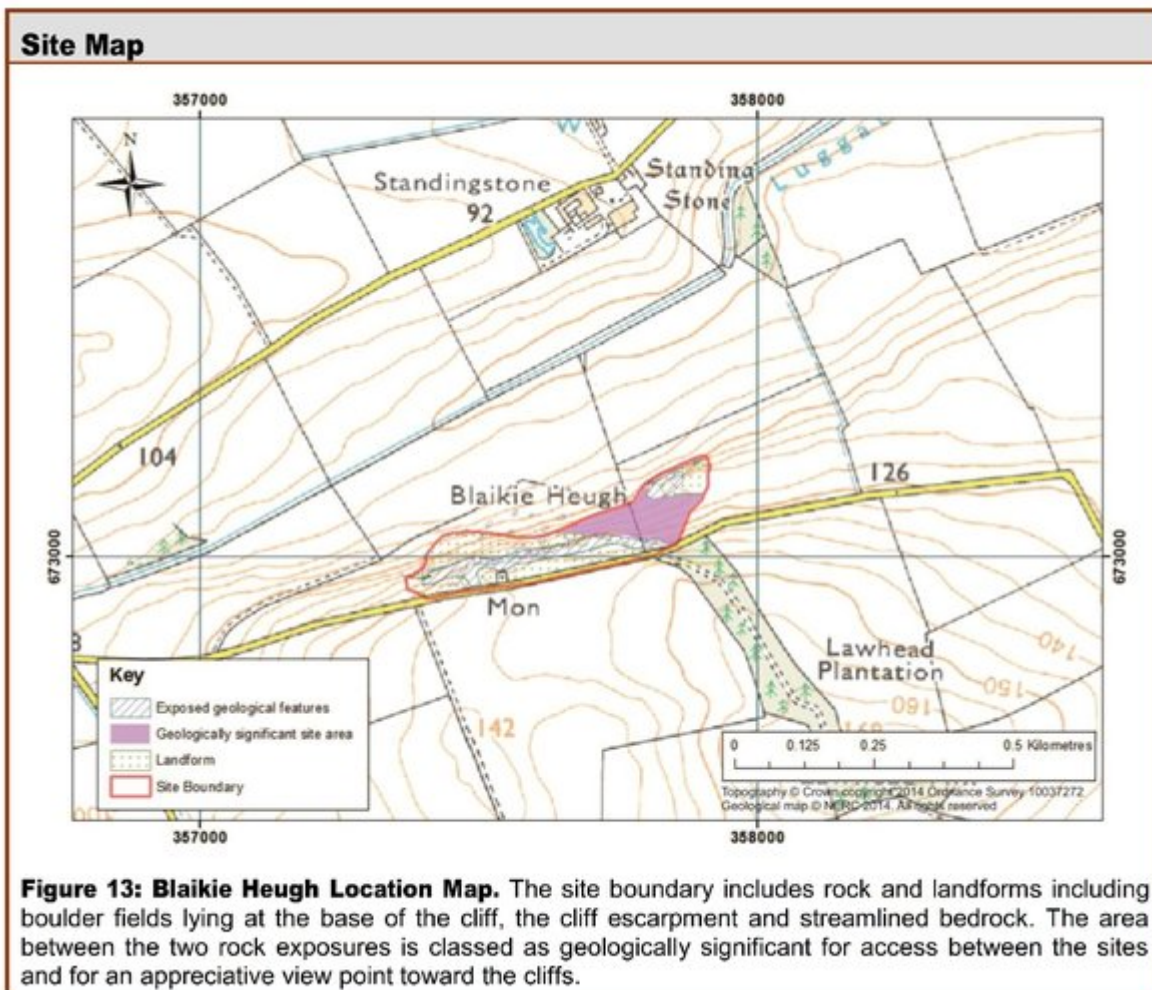 Site Map
357000
358000
N
Standingstone
Standing
Stone
Luggat
W
92
104
126
Blaikie Heugh
673000
673000
Mon
Lawhead
Plantation
140
150
160
142
Key
Exposed geological features
Geologically significant site area
Landform
Site Boundary
0 0.125 0.25 0.5 Kilometres
Topography © Crown copyright 2014 Ordnance Survey 10037272
Geological map © NERC 2014. All rights reserved
357000
358000
Figure 13: Blaikie Heugh Location Map. The site boundary includes rock and landforms including
boulder fields lying at the base of the cliff, the cliff escarpment and streamlined bedrock. The area
between the two rock exposures is classed as geologically significant for access between the sites
and for an appreciative view point toward the cliffs.